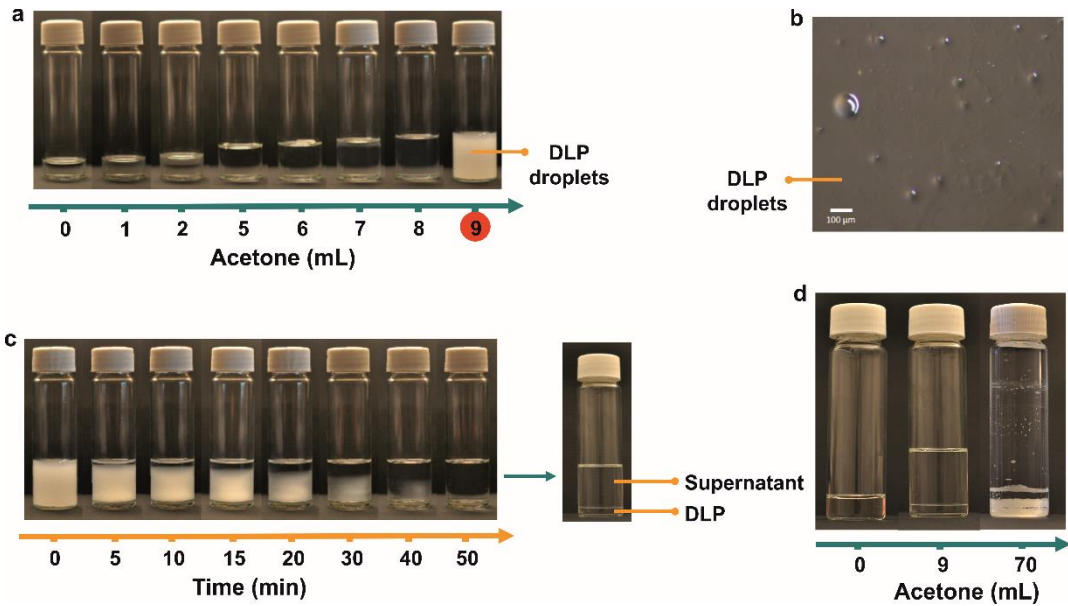 a
DLP
droplets
0 1 2 5 6 7 8 9
Acetone (mL)
b
DLP
droplets
100 µm
c
Supernatant
DLP
0 5 10 15 20 30 40 50
Time (min)
d
0 9 70
Acetone (mL)